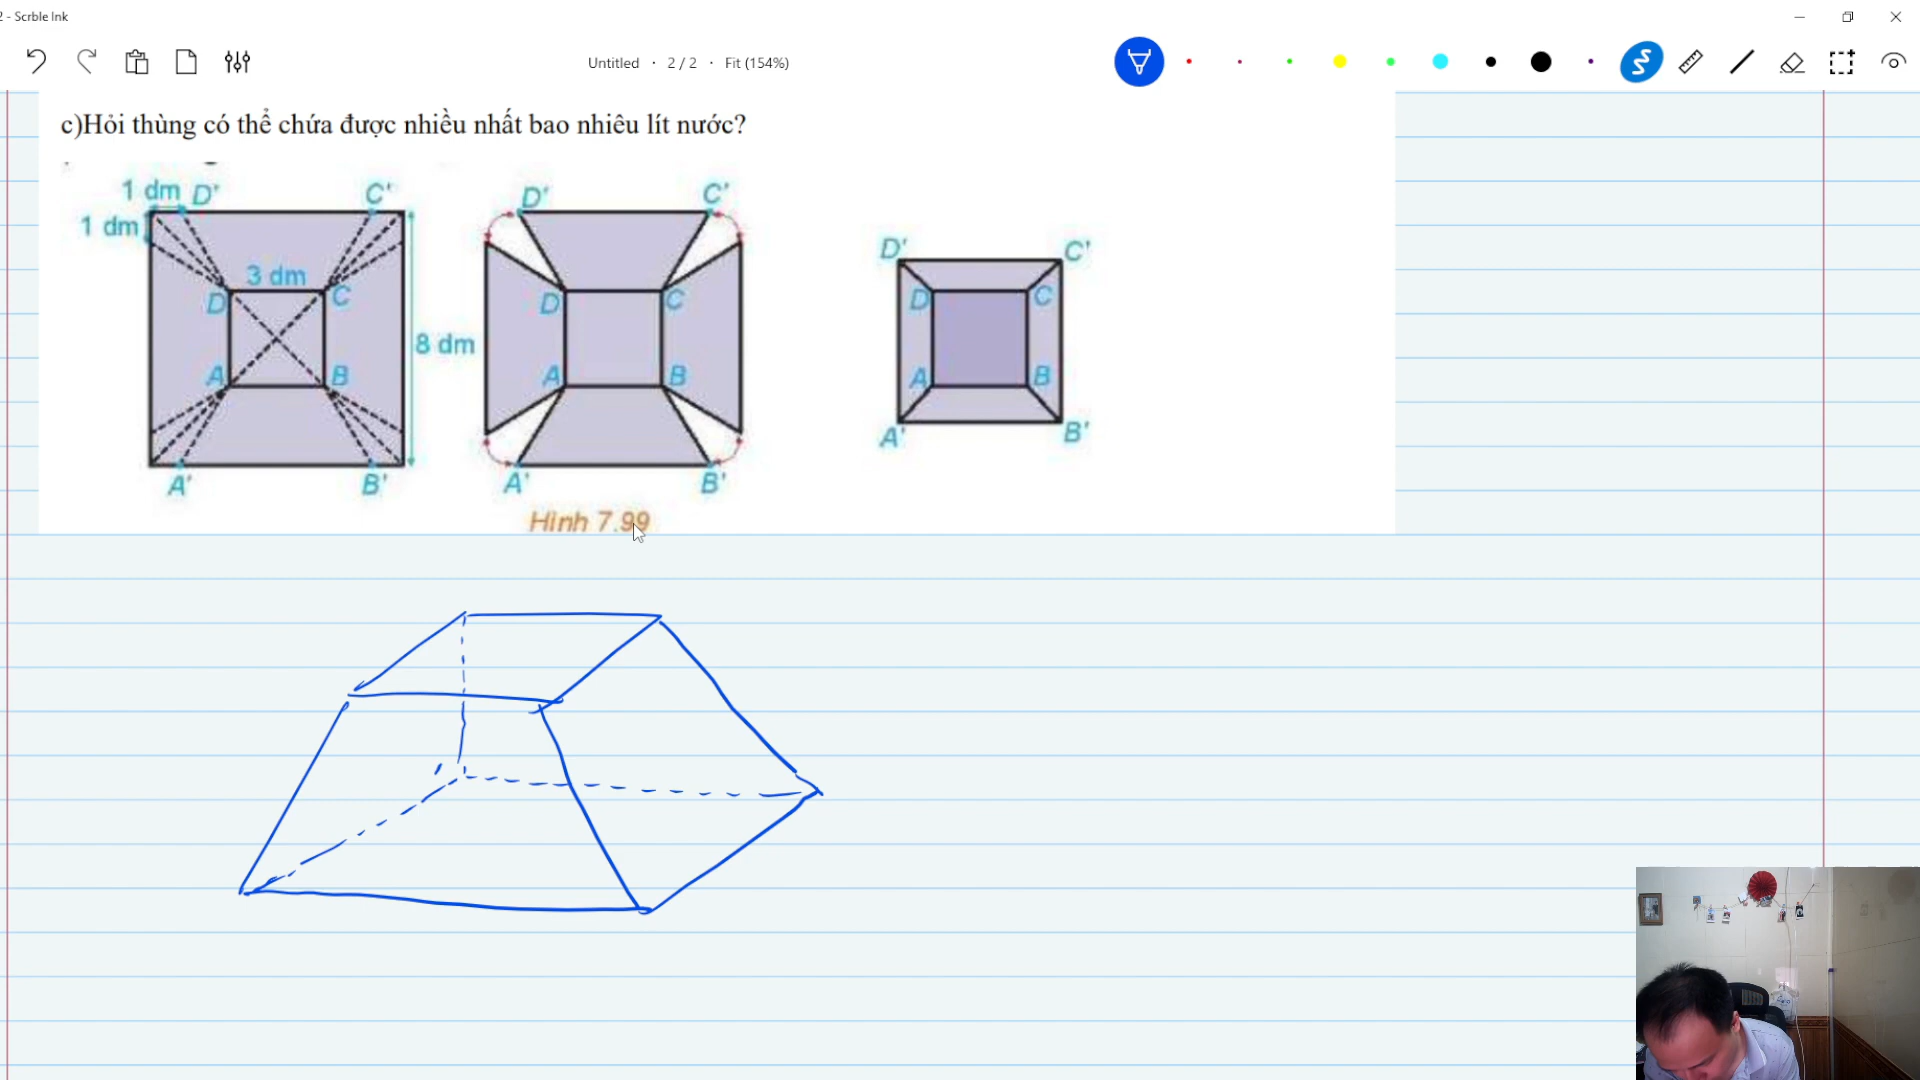 2 - Scrble Ink
Untitled · 2 / 2 · Fit (154%)
c)Hỏi thùng có thể chứa được nhiều nhất bao nhiêu lít nước?
1 dm D' C'
1 dm
3 dm
D C
8 dm
A B
A' B'
D' C'
D C
A B
A' B'
D' C'
D C
A B
A' B'
Hình 7.99